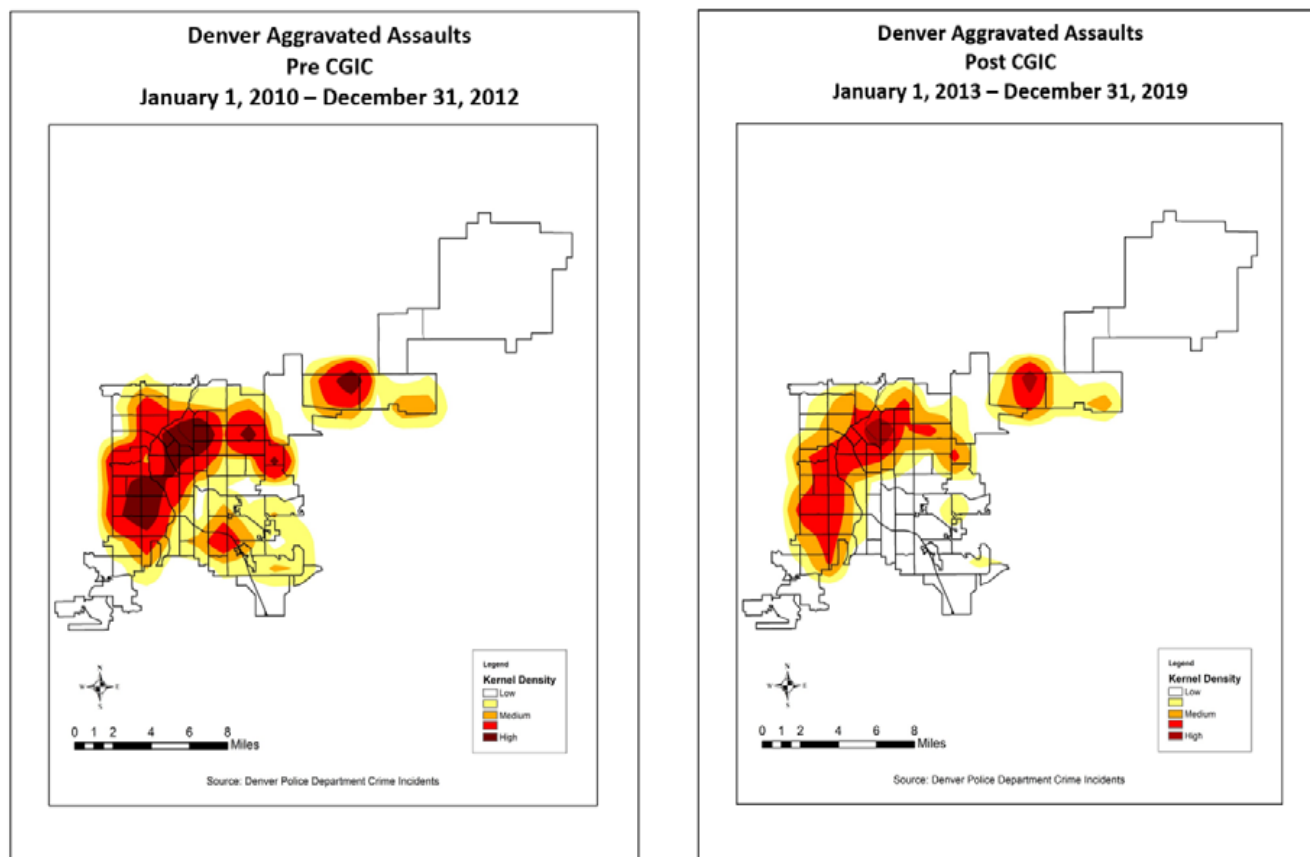 Denver Aggravated Assaults
Pre CGIC
January 1, 2010 – December 31, 2012
N
W E
S
0 1 2 4 6 8
Miles
Legend
Kernel Density
Low
Medium
High
Source: Denver Police Department Crime Incidents
Denver Aggravated Assaults
Post CGIC
January 1, 2013 – December 31, 2019
N
W E
S
0 1 2 4 6 8
Miles
Legend
Kernel Density
Low
Medium
High
Source: Denver Police Department Crime Incidents